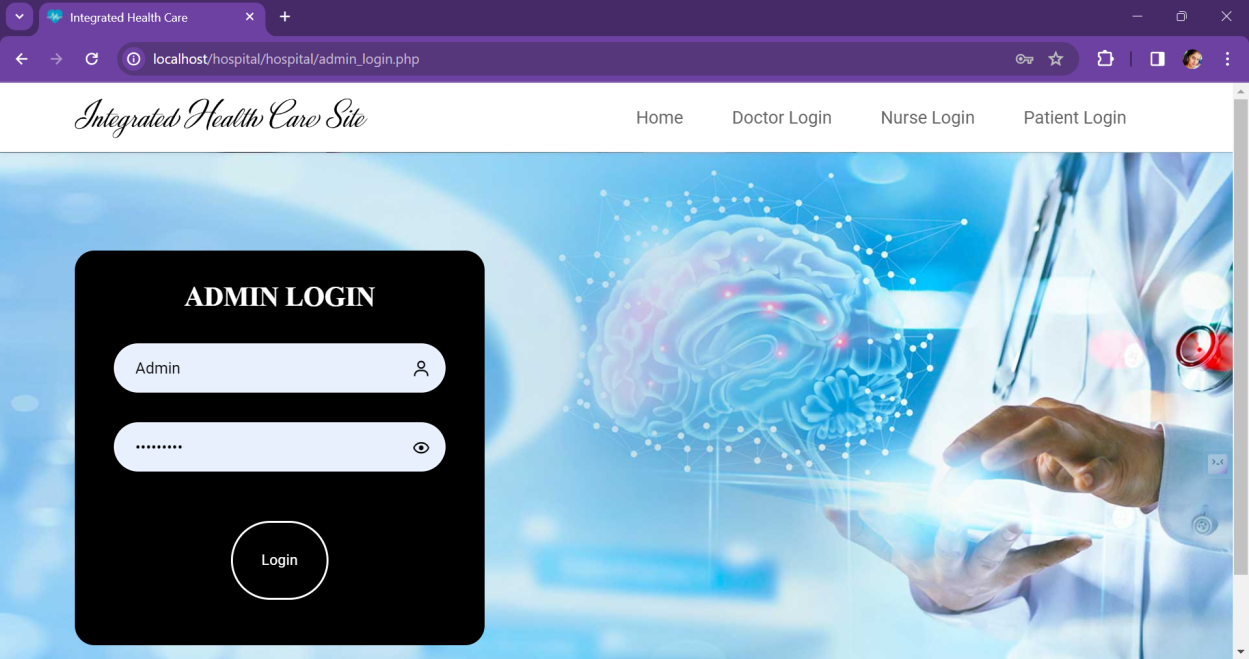 Integrated Health Care
localhost/hospital/hospital/admin_login.php
Integrated Health Care Site
Home Doctor Login Nurse Login Patient Login
ADMIN LOGIN
Admin
•••••••••
Login